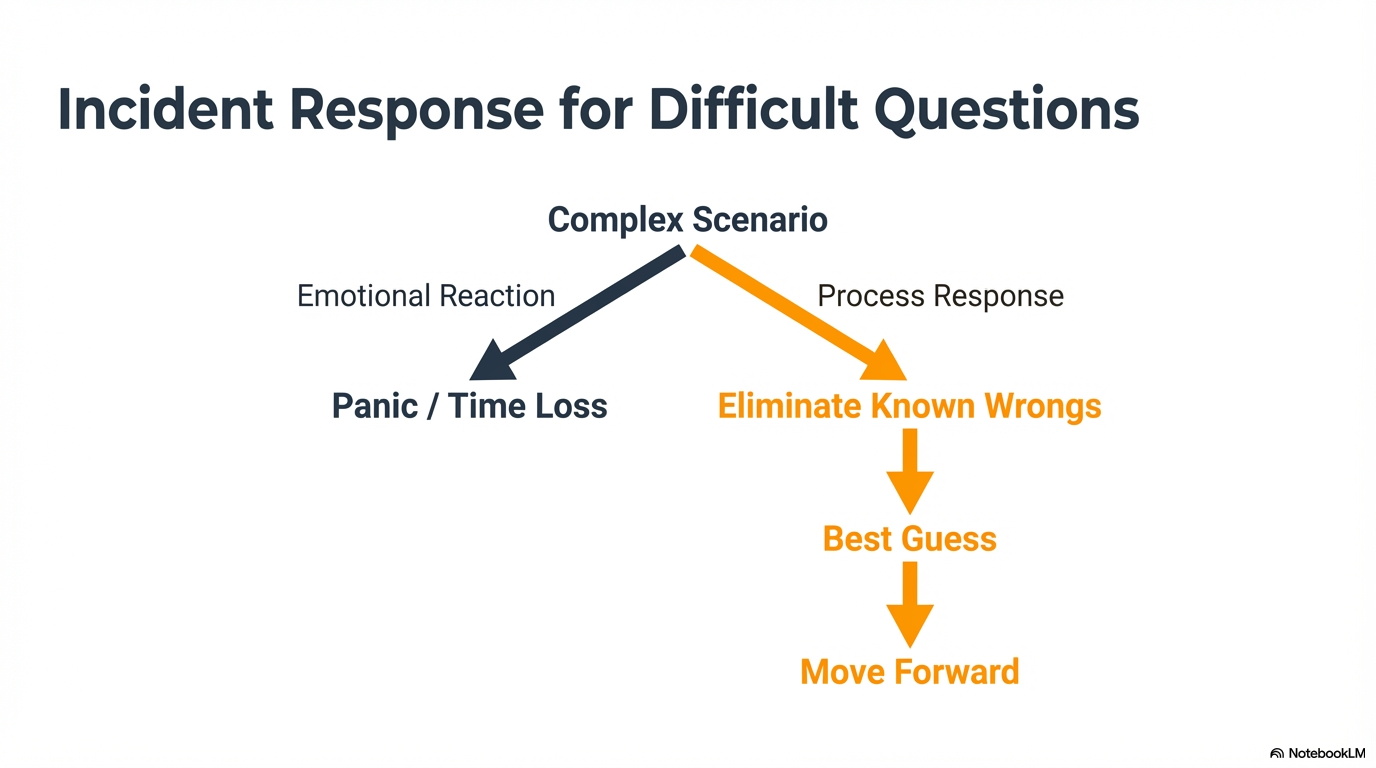 Incident Response for Difficult Questions
Complex Scenario
Emotional Reaction
Process Response
Panic / Time Loss
Eliminate Known Wrongs
Best Guess
Move Forward
NotebookLM